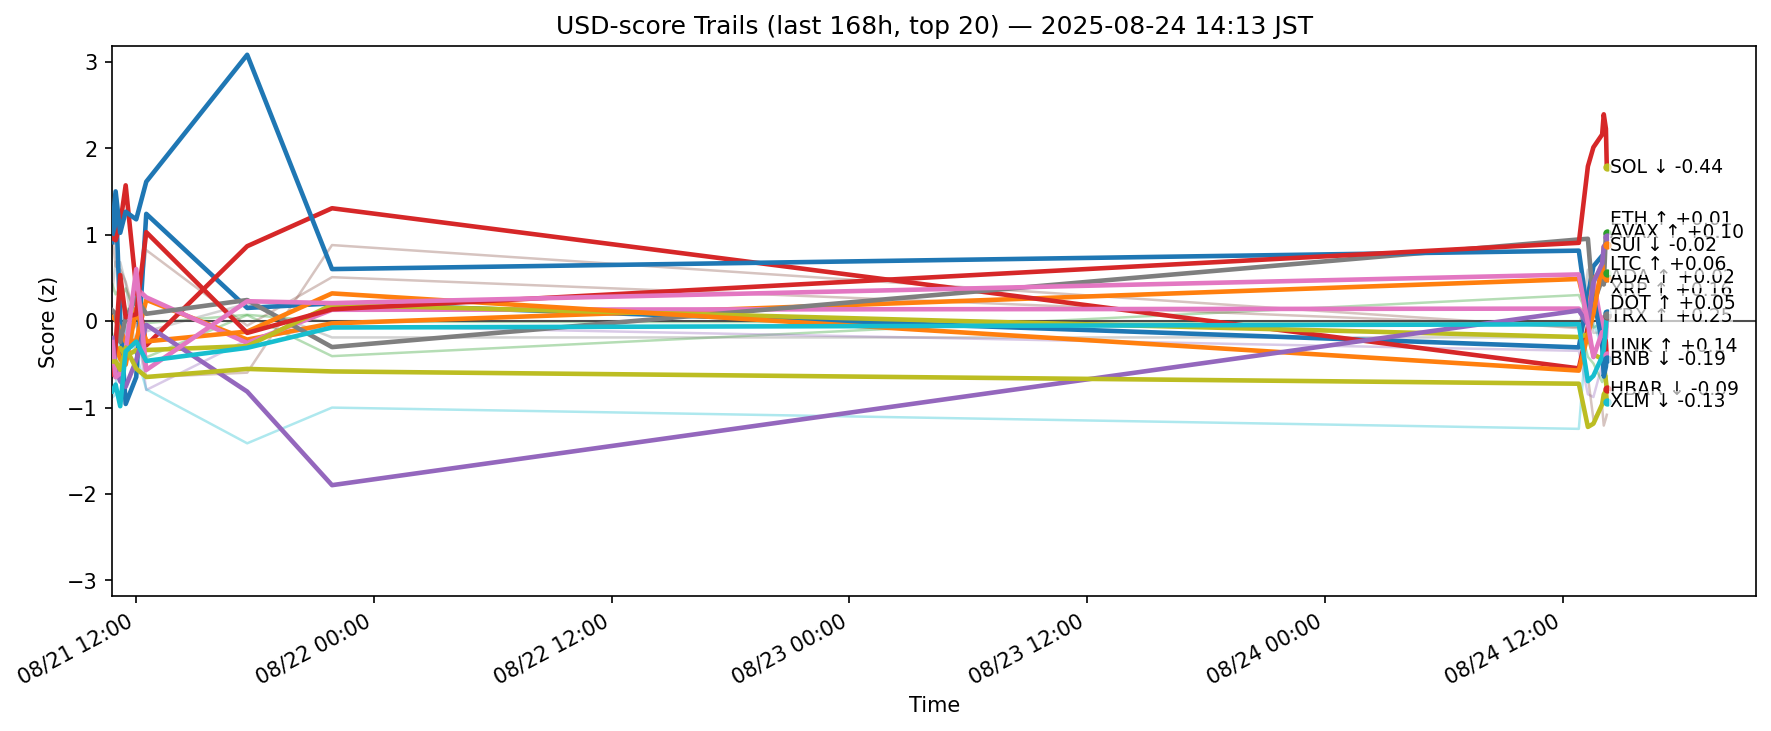 USD-score Trails (last 168h, top 20) — 2025-08-24 14:13 JST
Score (z)
3
2
1
0
−1
−2
−3
SOL ↓ -0.44
ETH ↑ +0.01
AVAX ↑ +0.10
SUI ↓ -0.02
LTC ↑ +0.06
ADA ↑ +0.02
XRP ↑
DOT ↑ +0.05
TRX ↑ +0.25
LINK ↑ +0.14
BNB ↓ -0.19
HBAR ↓ -0.09
XLM ↓ -0.13
08/21 12:00
08/22 00:00
08/22 12:00
08/23 00:00
08/23 12:00
08/24 00:00
08/24 12:00
Time